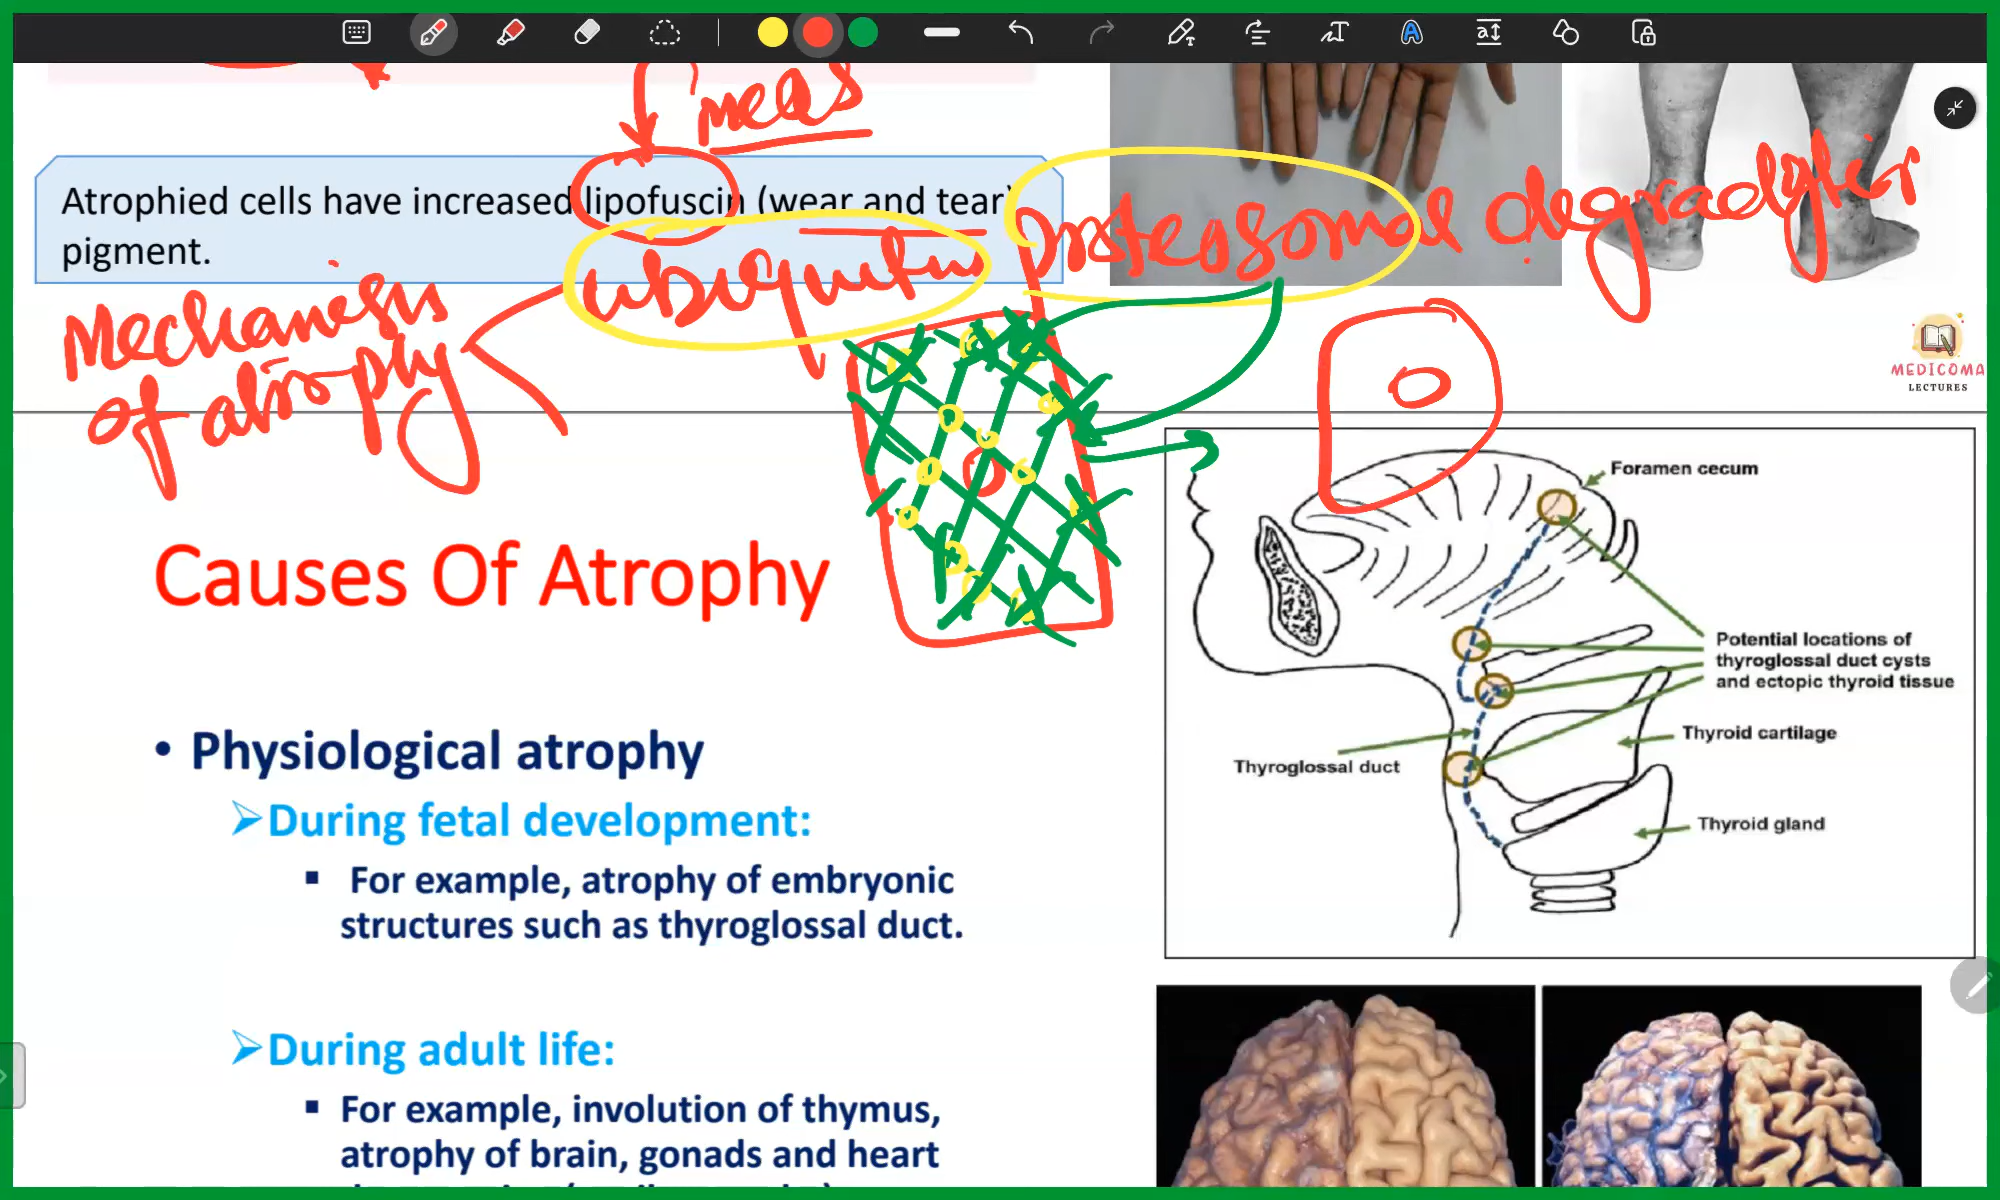 meas
Atrophied cells have increased lipofuscin (wear and tear)
pigment.
ubiquitus proteosomal degradation
Mechanesis
of atrophy
MEDICOMA
LECTURES
Causes Of Atrophy
• Physiological atrophy
➢During fetal development:
▪ For example, atrophy of embryonic
structures such as thyroglossal duct.
➢During adult life:
▪ For example, involution of thymus,
atrophy of brain, gonads and heart
Foramen cecum
Potential locations of
thyroglossal duct cysts
and ectopic thyroid tissue
Thyroid cartilage
Thyroglossal duct
Thyroid gland